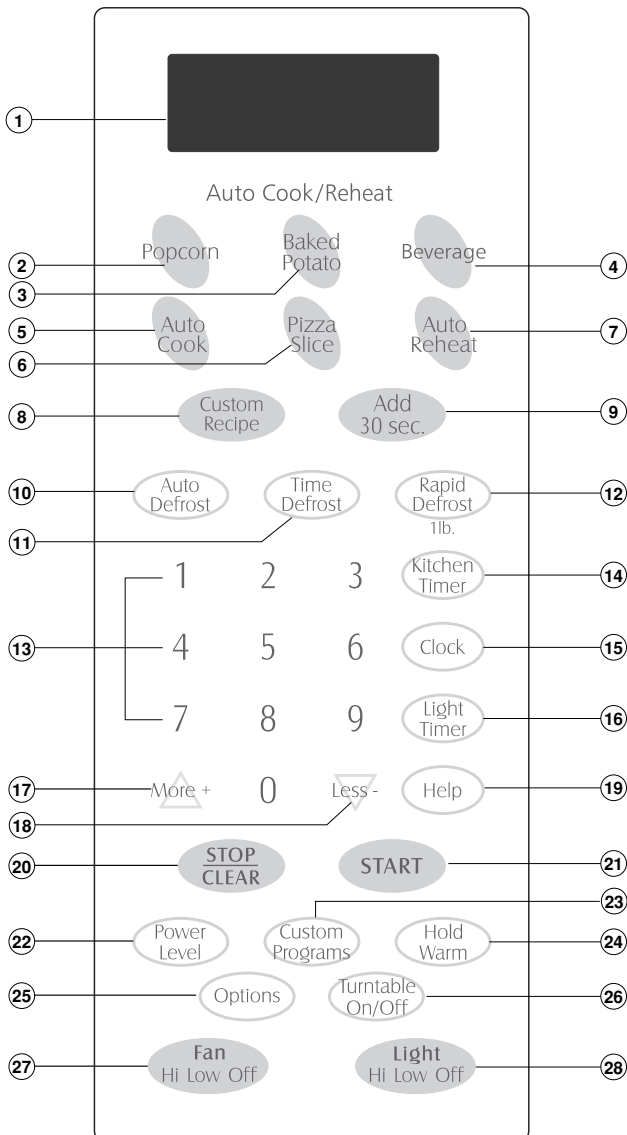 1
Auto Cook/Reheat
Popcorn
Baked
Potato
Beverage
2
3
4
Auto
Cook
Pizza
Slice
Auto
Reheat
5
6
7
Custom
Recipe
Add
30 sec.
8
9
10
Auto
Defrost
Time
Defrost
Rapid
Defrost
1lb.
12
11
1 2 3
Kitchen
Timer
14
13
4 5 6
Clock
15
7 8 9
Light
Timer
16
17
More +
0
Less -
Help
19
18
20
STOP
CLEAR
START
21
23
22
Power
Level
Custom
Programs
Hold
Warm
24
25
Options
Turntable
On/Off
26
27
Fan
Hi Low Off
Light
Hi Low Off
28